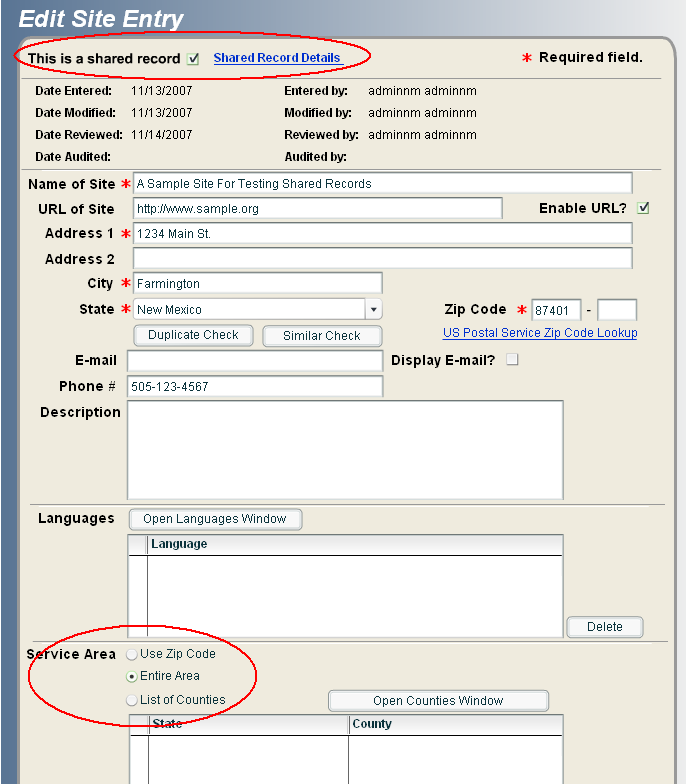 Edit Site Entry
This is a shared record Shared Record Details * Required field.
Date Entered: 11/13/2007 Entered by: adminnm adminnm
Date Modified: 11/13/2007 Modified by: adminnm adminnm
Date Reviewed: 11/14/2007 Reviewed by: adminnm adminnm
Date Audited: Audited by:
Name of Site * A Sample Site For Testing Shared Records
URL of Site http://www.sample.org Enable URL?
Address 1 * 1234 Main St.
Address 2
City * Farmington
State * New Mexico Zip Code * 87401 -
Duplicate Check Similar Check US Postal Service Zip Code Lookup
E-mail Display E-mail?
Phone # 505-123-4567
Description
Languages Open Languages Window
Language
Delete
Service Area Use Zip Code
Entire Area
List of Counties Open Counties Window
State County